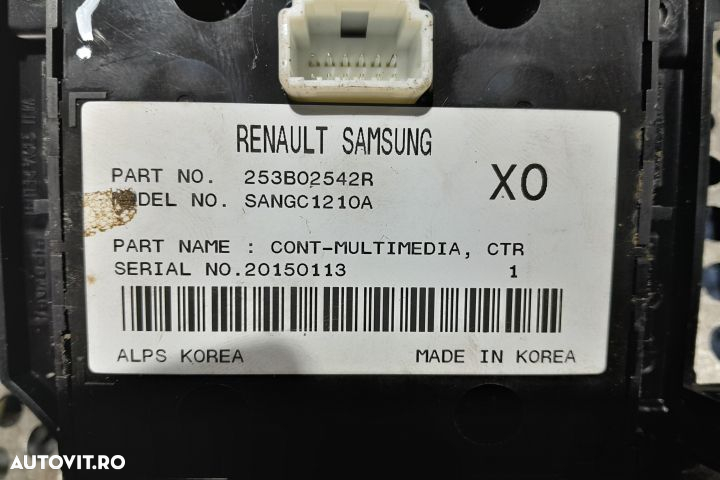 RENAULT SAMSUNG
PART NO. 253B02542R
MODEL NO. SANGC1210A
XO
PART NAME : CONT-MULTIMEDIA, CTR
SERIAL NO.20150113 1
ALPS KOREA MADE IN KOREA
AUTOVIT.RO